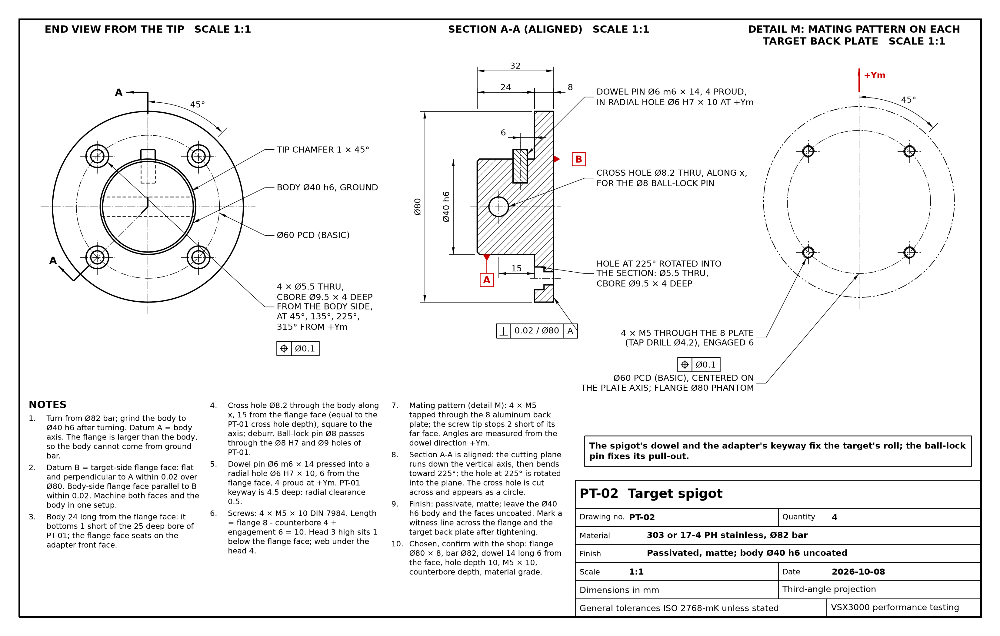 END VIEW FROM THE TIP   SCALE 1:1
SECTION A-A (ALIGNED)   SCALE 1:1
DETAIL M: MATING PATTERN ON EACH
TARGET BACK PLATE   SCALE 1:1
A
45°
TIP CHAMFER 1 × 45°
BODY Ø40 h6, GROUND
Ø60 PCD (BASIC)
A
4 × Ø5.5 THRU,
CBORE Ø9.5 × 4 DEEP
FROM THE BODY SIDE,
AT 45°, 135°, 225°,
315° FROM +Ym
⌖ Ø0.1
32
24
8
6
Ø80
Ø40 h6
15
A
B
DOWEL PIN Ø6 m6 × 14, 4 PROUD,
IN RADIAL HOLE Ø6 H7 × 10 AT +Ym
CROSS HOLE Ø8.2 THRU, ALONG x,
FOR THE Ø8 BALL-LOCK PIN
HOLE AT 225° ROTATED INTO
THE SECTION: Ø5.5 THRU,
CBORE Ø9.5 × 4 DEEP
⊥ 0.02 / Ø80 A
+Ym
45°
4 × M5 THROUGH THE 8 PLATE
(TAP DRILL Ø4.2), ENGAGED 6
⌖ Ø0.1
Ø60 PCD (BASIC), CENTERED ON
THE PLATE AXIS; FLANGE Ø80 PHANTOM
NOTES
1. Turn from Ø82 bar; grind the body to
Ø40 h6 after turning. Datum A = body
axis. The flange is larger than the body,
so the body cannot come from ground
bar.
2. Datum B = target-side flange face: flat
and perpendicular to A within 0.02 over
Ø80. Body-side flange face parallel to B
within 0.02. Machine both faces and the
body in one setup.
3. Body 24 long from the flange face: it
bottoms 1 short of the 25 deep bore of
PT-01; the flange face seats on the
adapter front face.
4. Cross hole Ø8.2 through the body along
x, 15 from the flange face (equal to the
PT-01 cross hole depth), square to the
axis; deburr. Ball-lock pin Ø8 passes
through the Ø8 H7 and Ø9 holes of
PT-01.
5. Dowel pin Ø6 m6 × 14 pressed into a
radial hole Ø6 H7 × 10, 6 from the
flange face, 4 proud at +Ym. PT-01
keyway is 4.5 deep: radial clearance
0.5.
6. Screws: 4 × M5 × 10 DIN 7984. Length
= flange 8 - counterbore 4 +
engagement 6 = 10. Head 3 high sits 1
below the flange face; web under the
head 4.
7. Mating pattern (detail M): 4 × M5
tapped through the 8 aluminum back
plate; the screw tip stops 2 short of its
far face. Angles are measured from the
dowel direction +Ym.
8. Section A-A is aligned: the cutting plane
runs down the vertical axis, then bends
toward 225°; the hole at 225° is rotated
into the plane. The cross hole is cut
across and appears as a circle.
9. Finish: passivate, matte; leave the Ø40
h6 body and the faces uncoated. Mark a
witness line across the flange and the
target back plate after tightening.
10. Chosen, confirm with the shop: flange
Ø80 × 8, bar Ø82, dowel 14 long 6 from
the face, hole depth 10, M5 × 10,
counterbore depth, material grade.
The spigot's dowel and the adapter's keyway fix the target's roll; the ball-lock
pin fixes its pull-out.
PT-02  Target spigot
Drawing no. PT-02
Quantity 4
Material 303 or 17-4 PH stainless, Ø82 bar
Finish Passivated, matte; body Ø40 h6 uncoated
Scale 1:1
Date 2026-10-08
Dimensions in mm
Third-angle projection
General tolerances ISO 2768-mK unless stated
VSX3000 performance testing